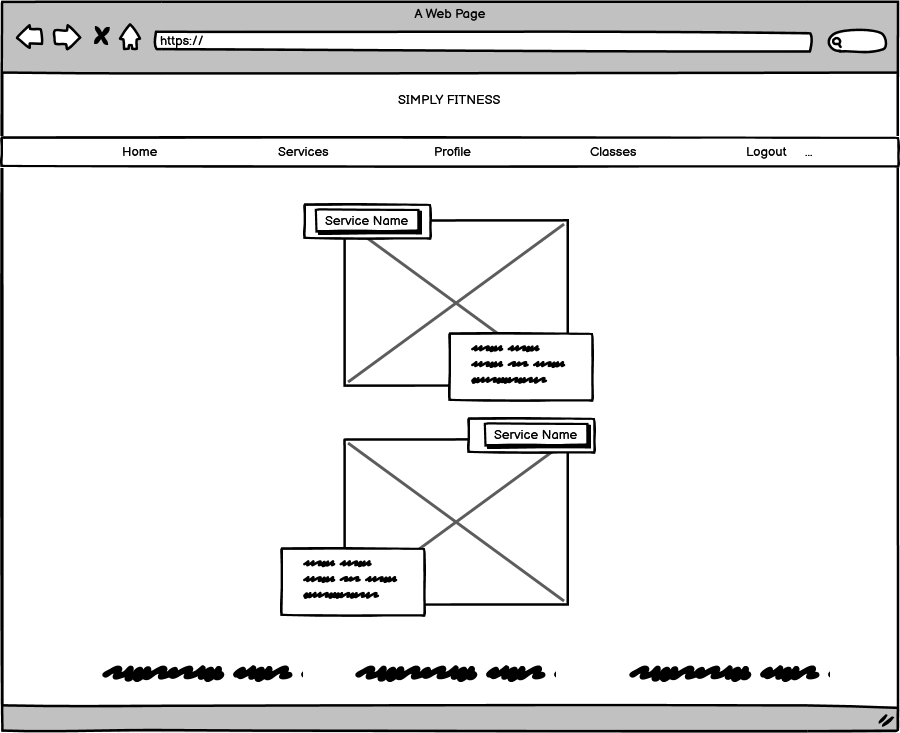 A Web Page
https://
SIMPLY FITNESS
Home Services Profile Classes Logout ...
Service Name
Service Name